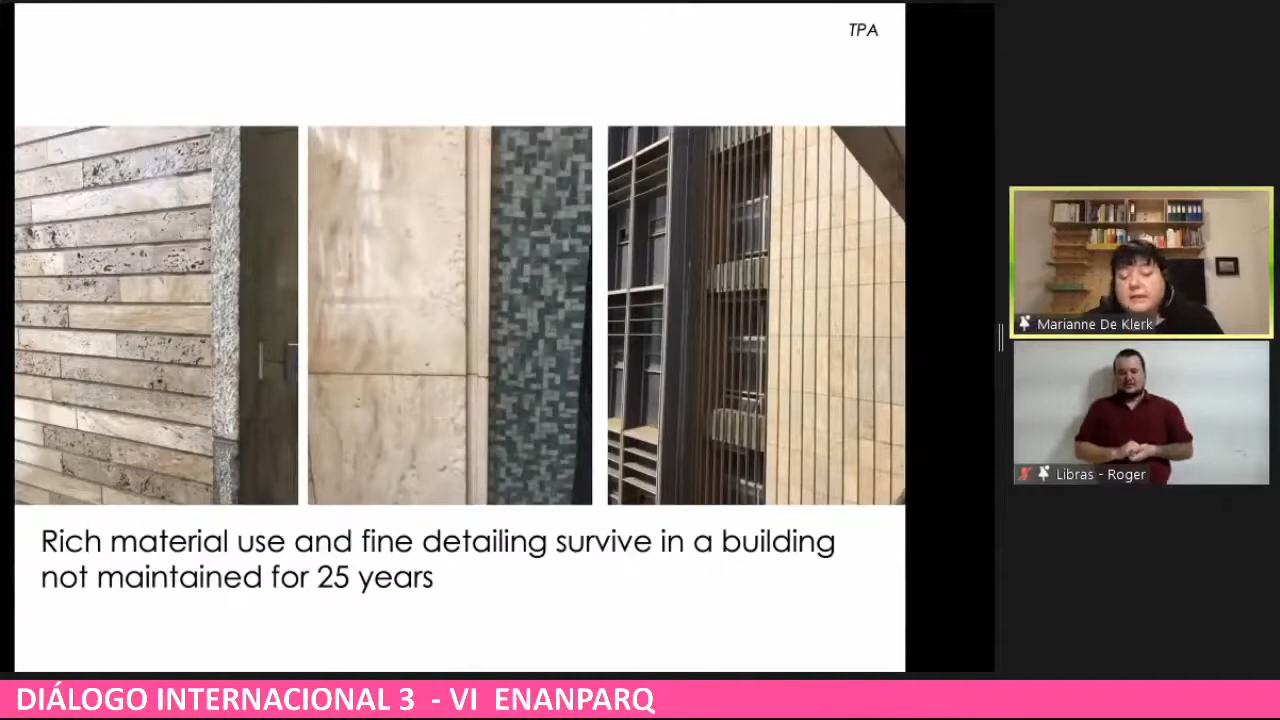 TPA
Rich material use and fine detailing survive in a building
not maintained for 25 years
Marianne De Klerk
Libras - Roger
DIÁLOGO INTERNACIONAL 3 - VI ENANPARQ